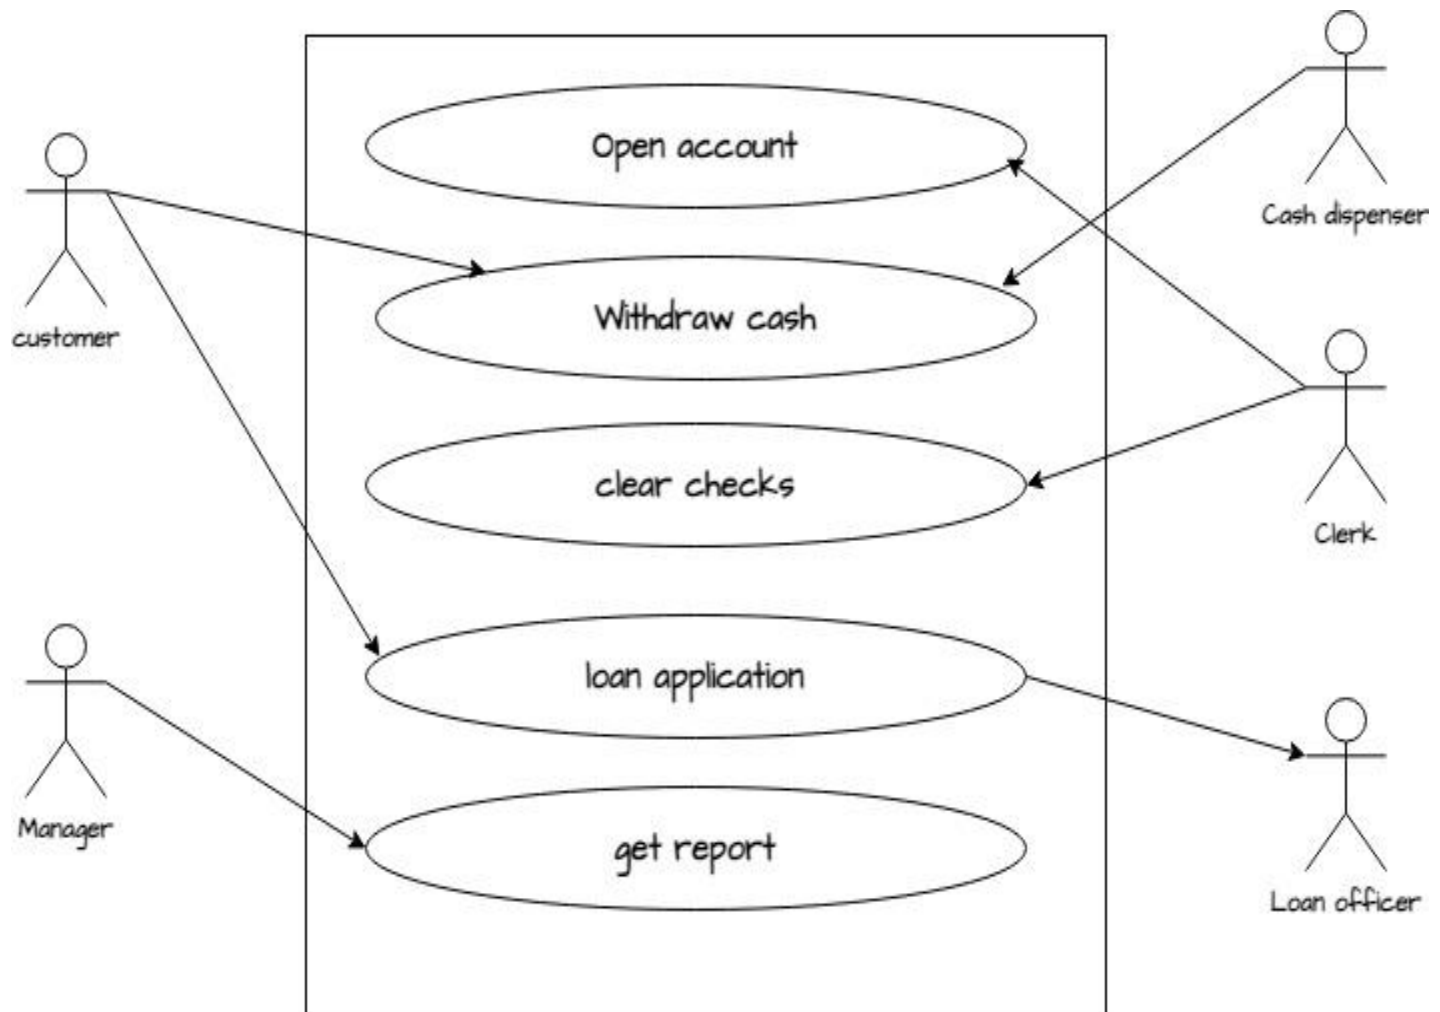 Open account
Cash dispenser
Withdraw cash
customer
clear checks
Clerk
loan application
Manager
get report
Loan officer